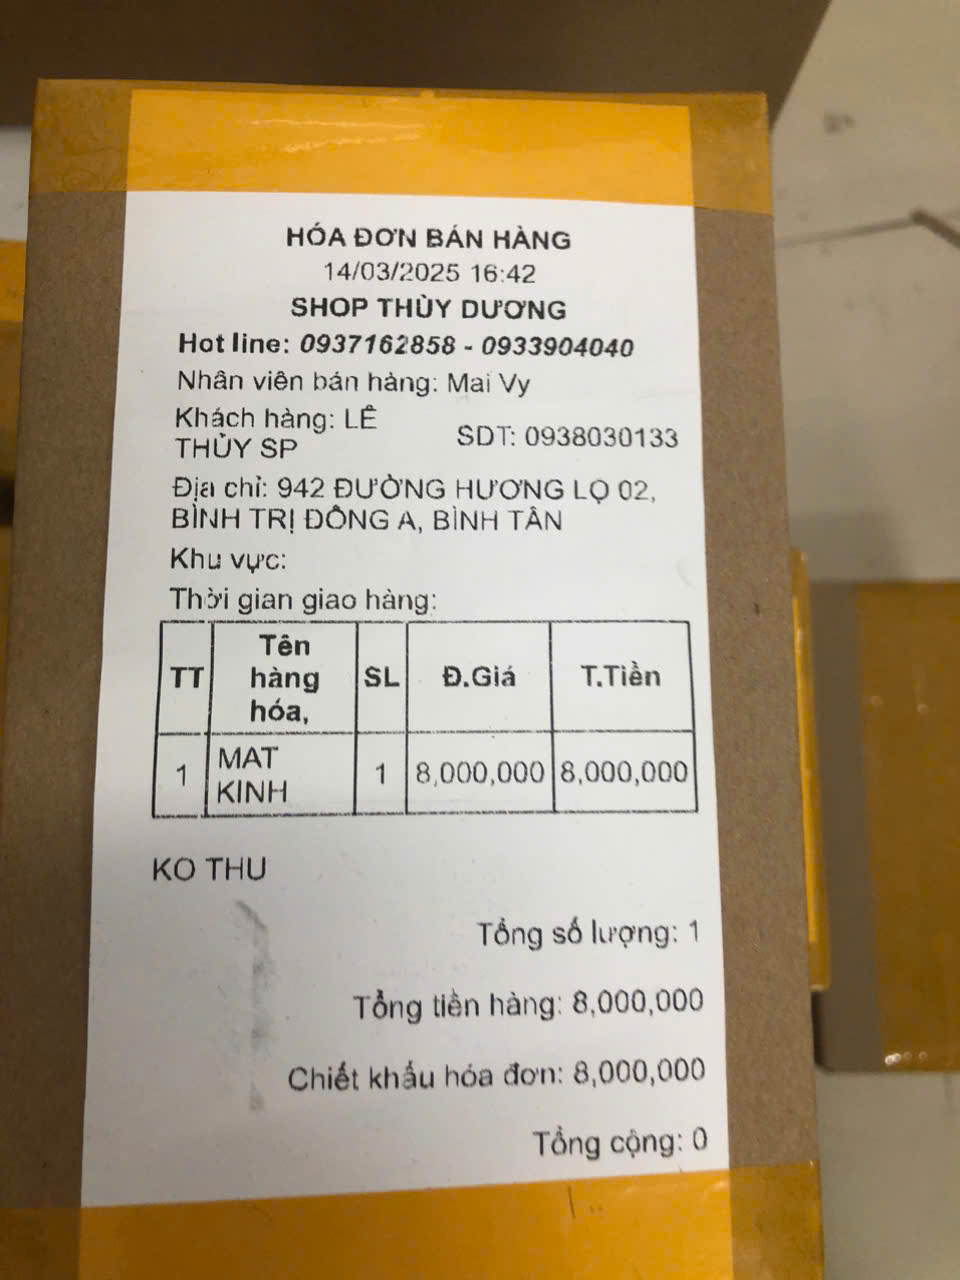 HÓA ĐƠN BÁN HÀNG
14/03/2025 16:42
SHOP THÙY DƯƠNG
Hot line: 0937162858 - 0933904040
Nhân viên bán hàng: Mai Vy
Khách hàng: LÊ
THỦY SP
SDT: 0938030133
Địa chỉ: 942 ĐƯỜNG HƯƠNG LỌ 02,
BÌNH TRỊ ĐÔNG A, BÌNH TÂN
Khu vực:
Thời gian giao hàng:
TT Tên hàng hóa, SL Đ.Giá T.Tiền
1 MAT KINH 1 8,000,000 8,000,000
KO THU
Tổng số lượng: 1
Tổng tiền hàng: 8,000,000
Chiết khấu hóa đơn: 8,000,000
Tổng cộng: 0